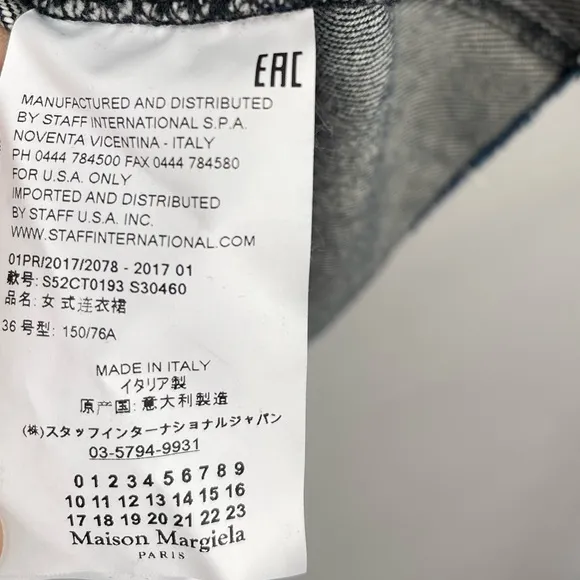 EAC
MANUFACTURED AND DISTRIBUTED
BY STAFF INTERNATIONAL S.P.A.
NOVENTA VICENTINA - ITALY
PH 0444 784500 FAX 0444 784580
FOR U.S.A. ONLY
IMPORTED AND DISTRIBUTED
BY STAFF U.S.A. INC.
WWW.STAFFINTERNATIONAL.COM
01PR/2017/2078 - 2017 01
款号: S52CT0193 S30460
品名: 女式连衣裙
36 号型: 150/76A
MADE IN ITALY
イタリア製
原产国: 意大利製造
(株)スタッフインターナショナルジャパン
03-5794-9931
0 1 2 3 4 5 6 7 8 9
10 11 12 13 14 15 16
17 18 19 20 21 22 23
Maison Margiela
PARIS